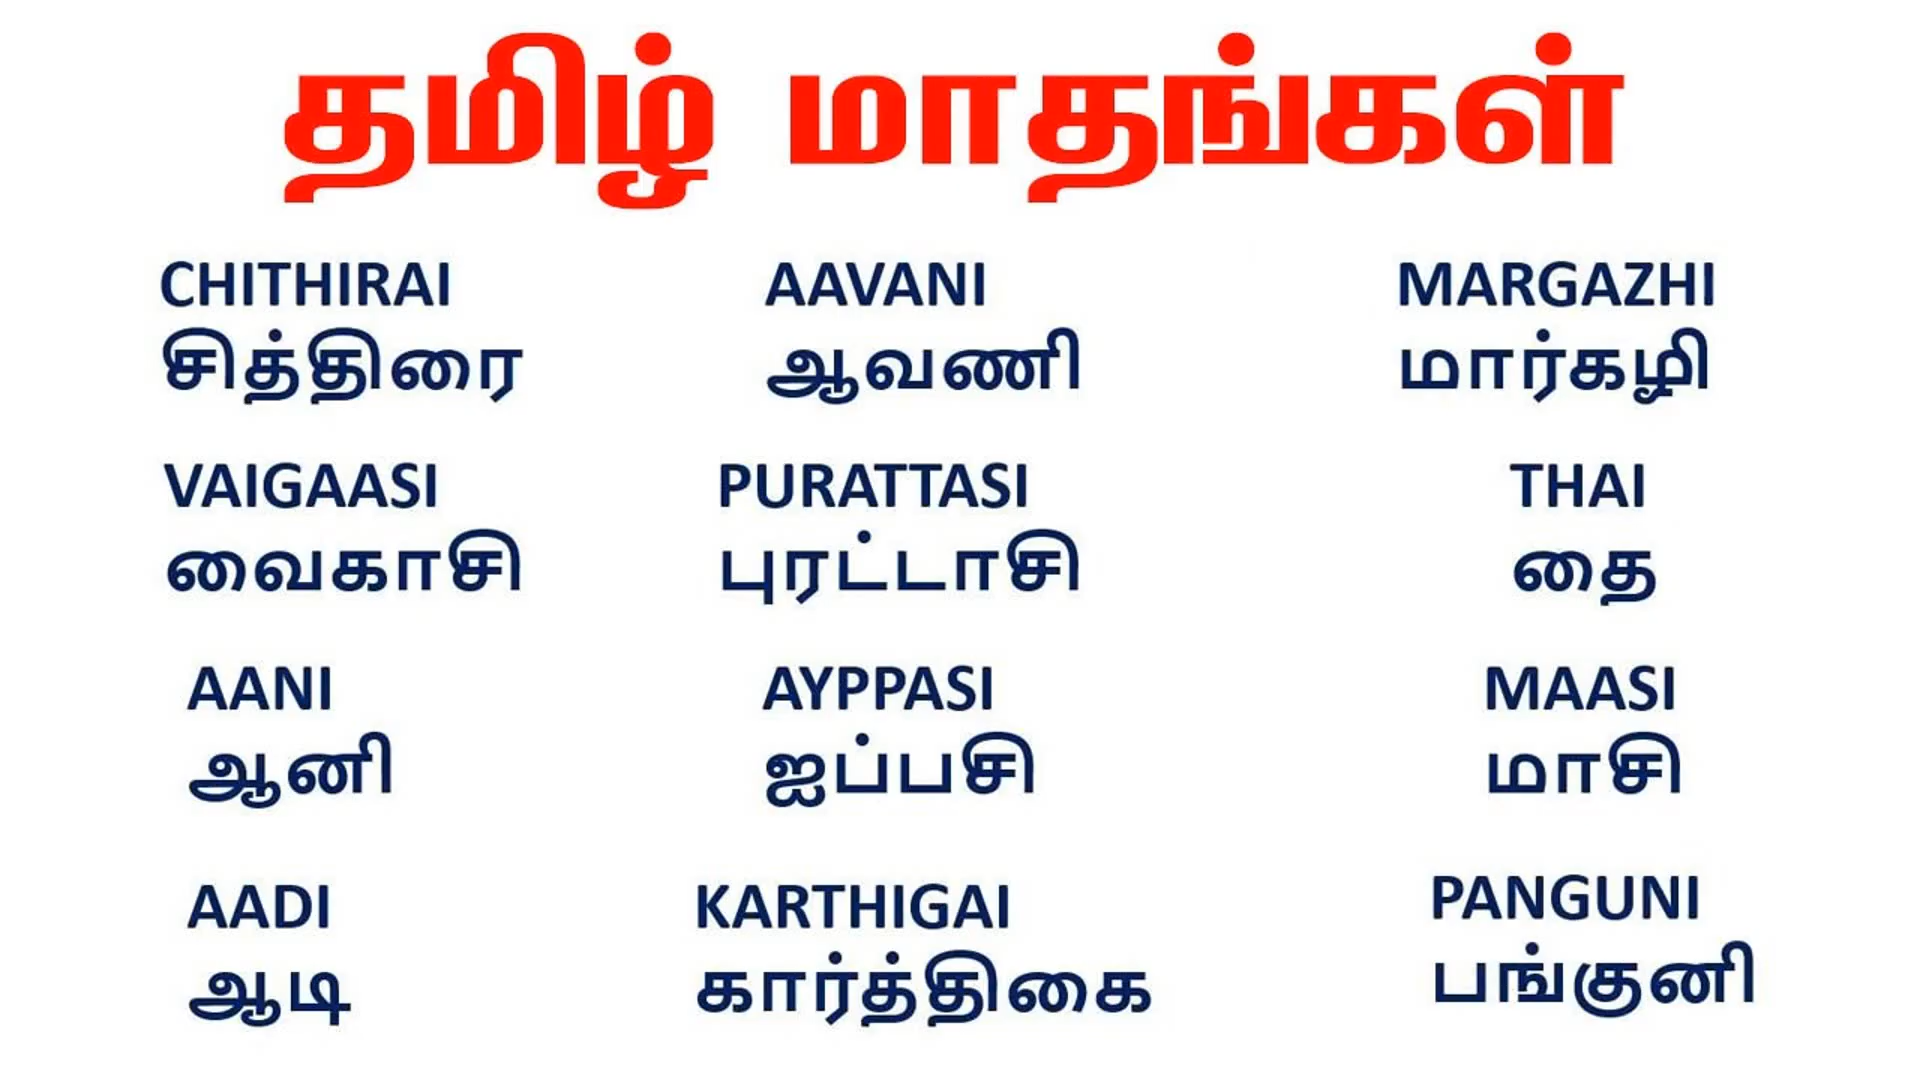 தமிழ் மாதங்கள்
CHITHIRAI
சித்திரை
VAIGAASI
வைகாசி
AANI
ஆனி
AADI
ஆடி
AAVANI
ஆவணி
PURATTASI
புரட்டாசி
AYPPASI
ஐப்பசி
KARTHIGAI
கார்த்திகை
MARGAZHI
மார்கழி
THAI
தை
MAASI
மாசி
PANGUNI
பங்குனி